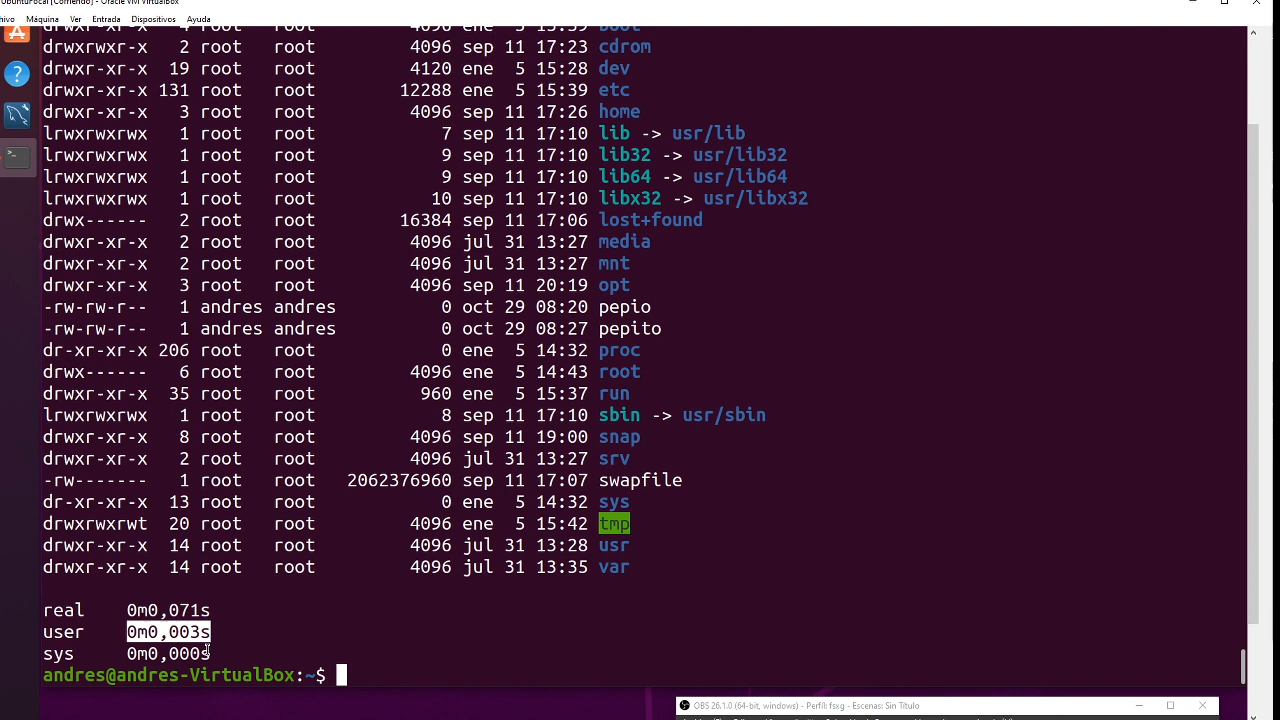 UbuntuFocal [Corriendo] - Oracle VM VirtualBox
hivo Máquina Ver Entrada Dispositivos Ayuda
drwxr-xr-x 4 root root 4096 ene 5 15:39 boot
drwxrwxr-x 2 root root 4096 sep 11 17:23 cdrom
drwxr-xr-x 19 root root 4120 ene 5 15:28 dev
drwxr-xr-x 131 root root 12288 ene 5 15:39 etc
drwxr-xr-x 3 root root 4096 sep 11 17:26 home
lrwxrwxrwx 1 root root 7 sep 11 17:10 lib -> usr/lib
lrwxrwxrwx 1 root root 9 sep 11 17:10 lib32 -> usr/lib32
lrwxrwxrwx 1 root root 9 sep 11 17:10 lib64 -> usr/lib64
lrwxrwxrwx 1 root root 10 sep 11 17:10 libx32 -> usr/libx32
drwx------ 2 root root 16384 sep 11 17:06 lost+found
drwxr-xr-x 2 root root 4096 jul 31 13:27 media
drwxr-xr-x 2 root root 4096 jul 31 13:27 mnt
drwxr-xr-x 3 root root 4096 sep 11 20:19 opt
-rw-rw-r-- 1 andres andres 0 oct 29 08:20 pepio
-rw-rw-r-- 1 andres andres 0 oct 29 08:27 pepito
dr-xr-xr-x 206 root root 0 ene 5 14:32 proc
drwx------ 6 root root 4096 ene 5 14:43 root
drwxr-xr-x 35 root root 960 ene 5 15:37 run
lrwxrwxrwx 1 root root 8 sep 11 17:10 sbin -> usr/sbin
drwxr-xr-x 8 root root 4096 sep 11 19:00 snap
drwxr-xr-x 2 root root 4096 jul 31 13:27 srv
-rw------- 1 root root 2062376960 sep 11 17:07 swapfile
dr-xr-xr-x 13 root root 0 ene 5 14:32 sys
drwxrwxrwt 20 root root 4096 ene 5 15:42 tmp
drwxr-xr-x 14 root root 4096 jul 31 13:28 usr
drwxr-xr-x 14 root root 4096 jul 31 13:35 var
real 0m0,071s
user 0m0,003s
sys 0m0,000s
andres@andres-VirtualBox:~$
OBS 26.1.0 (64-bit, windows) - Perfil: fsxg - Escenas: Sin Título